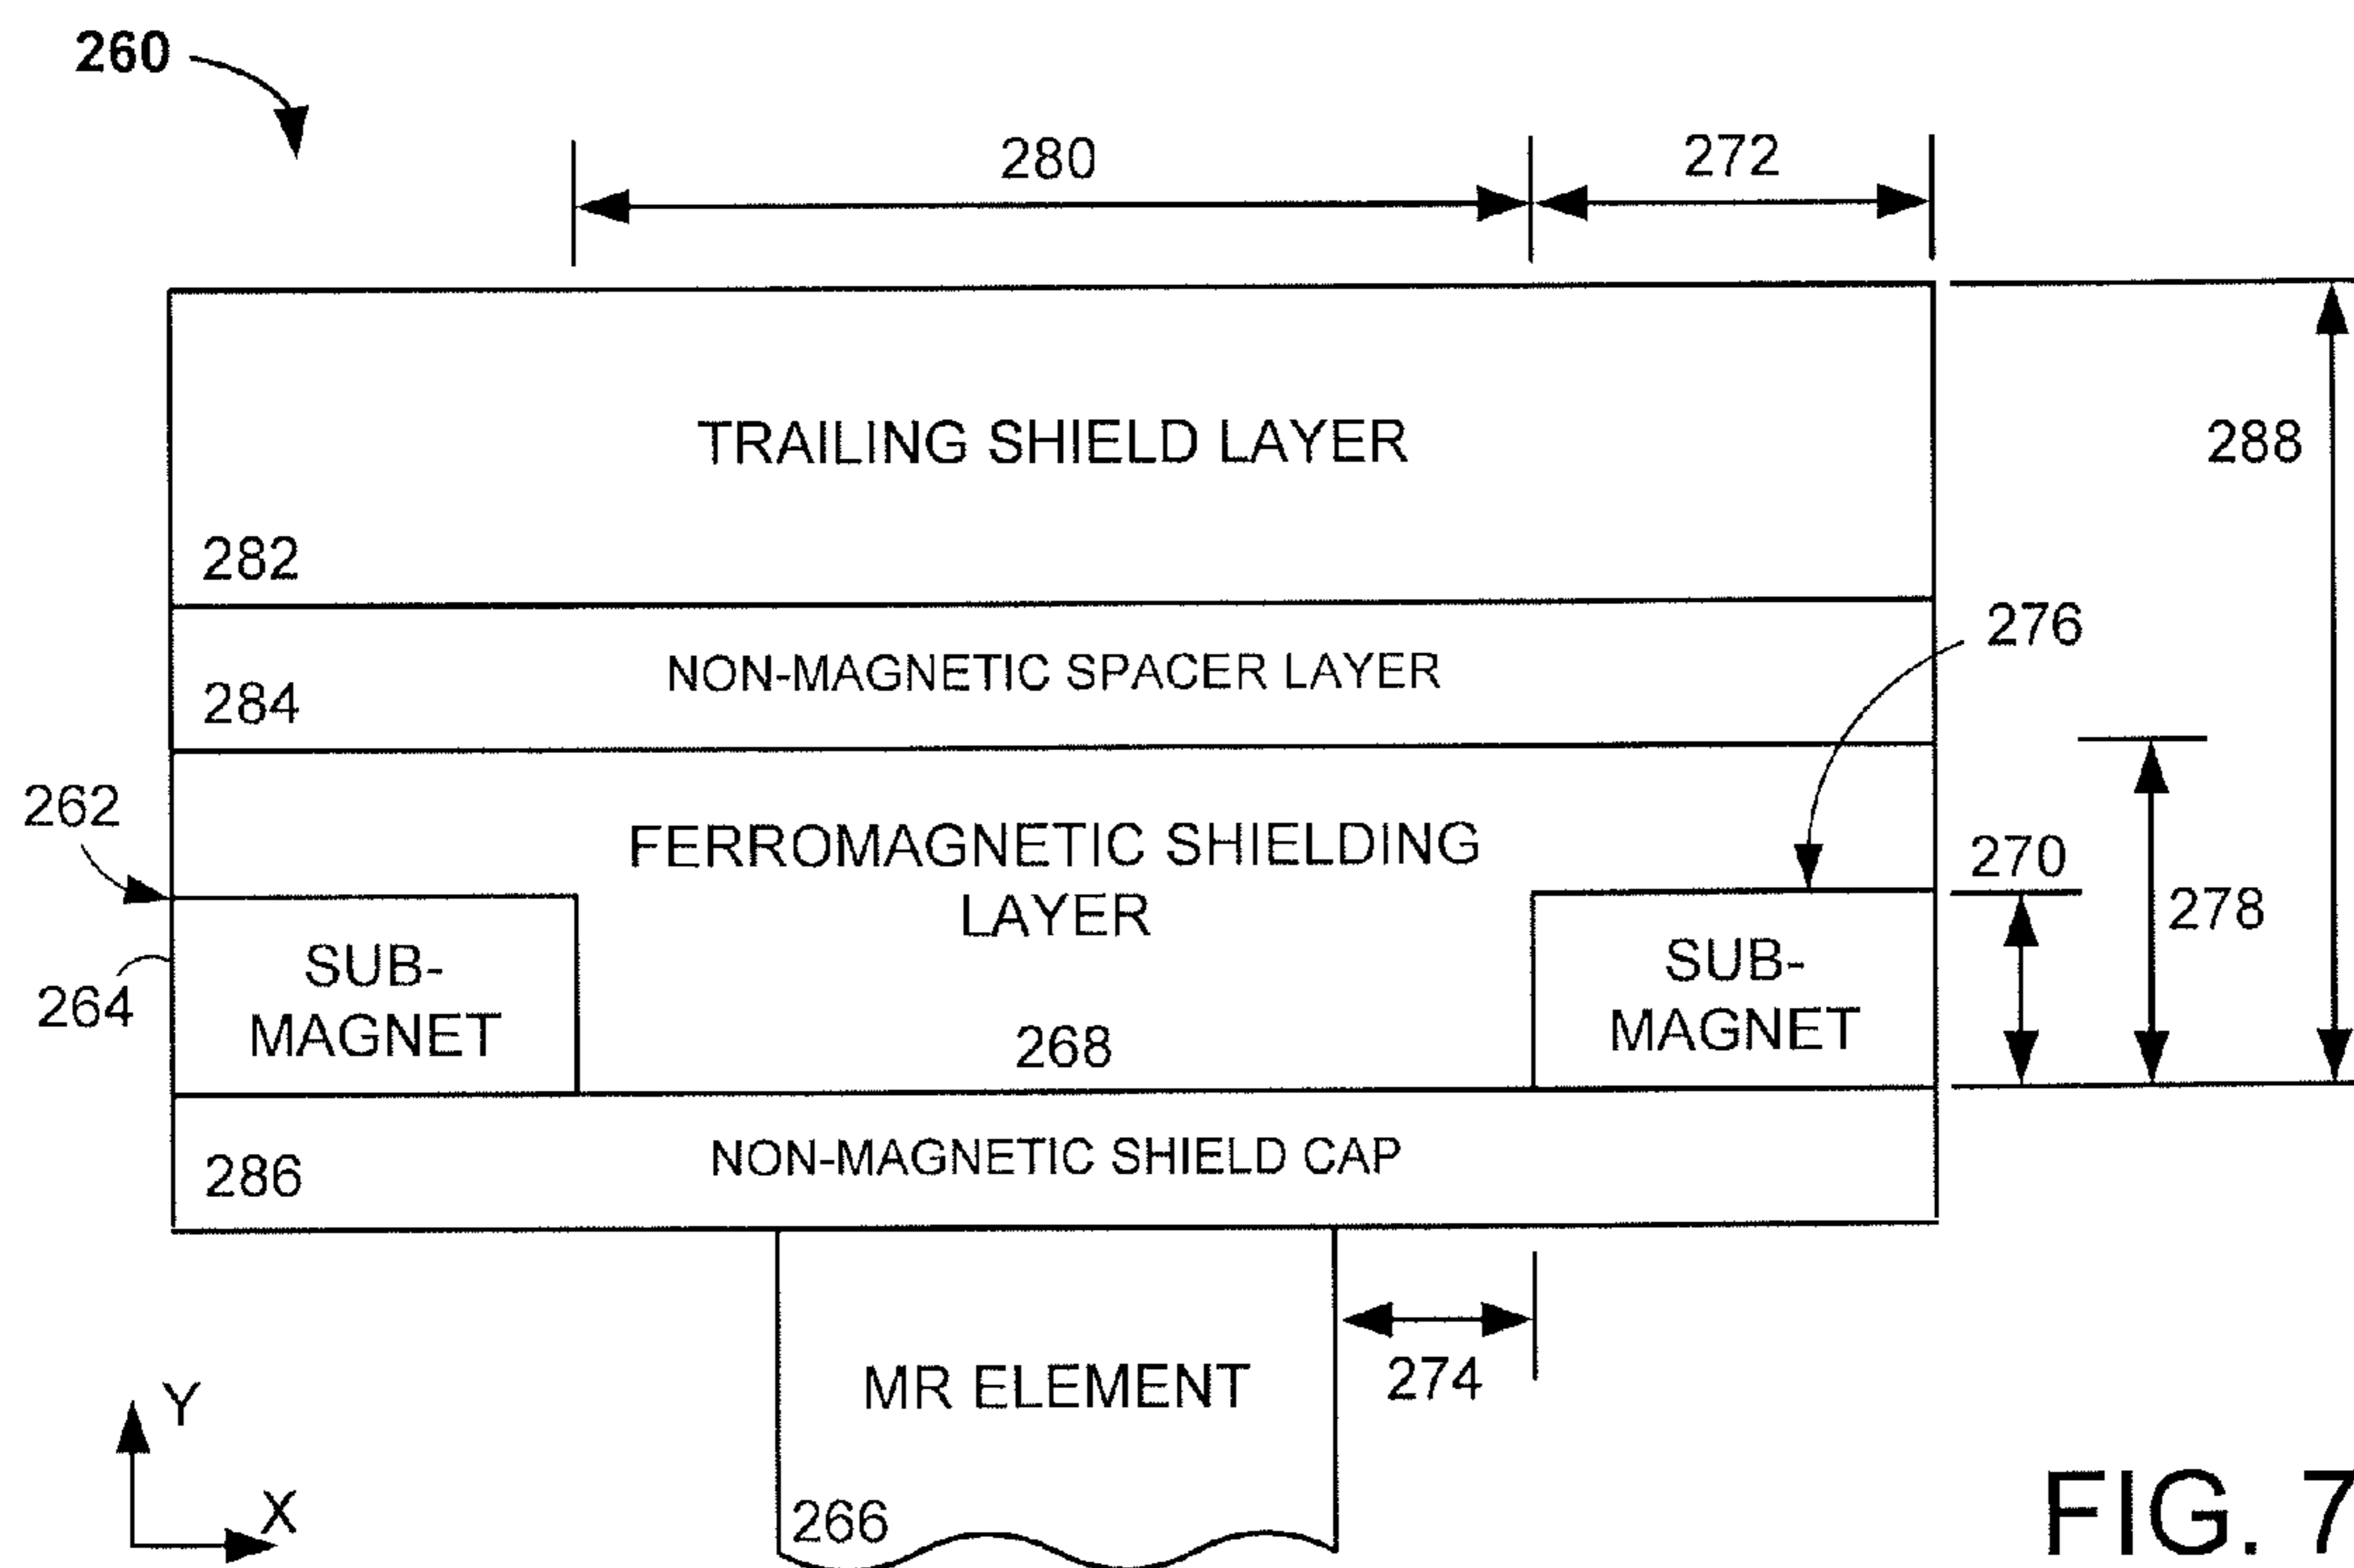 260
280
272
TRAILING SHIELD LAYER
288
282
276
NON-MAGNETIC SPACER LAYER
284
262
FERROMAGNETIC SHIELDING
LAYER
270
278
264
SUB-
MAGNET
268
SUB-
MAGNET
286
NON-MAGNETIC SHIELD CAP
MR ELEMENT
274
266
Y
X
FIG. 7